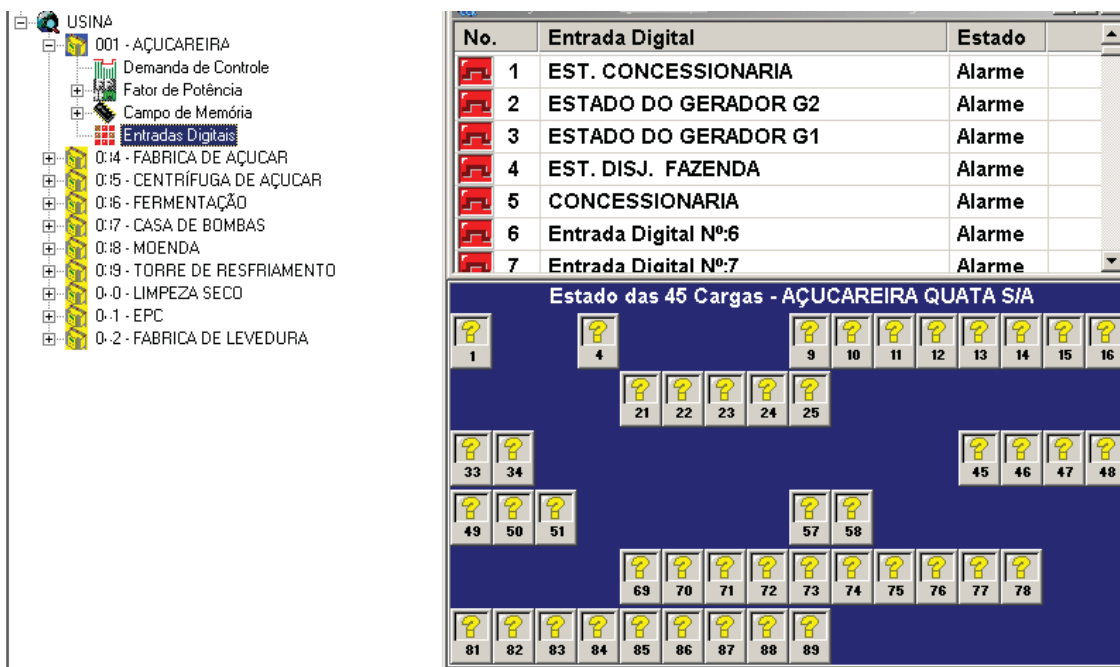 USINA
001 - AÇUCAREIRA
Demanda de Controle
Fator de Potência
Campo de Memória
Entradas Digitais
0:4 - FABRICA DE AÇUCAR
0:5 - CENTRÍFUGA DE AÇUCAR
0:6 - FERMENTAÇÃO
0:7 - CASA DE BOMBAS
0:8 - MOENDA
0:9 - TORRE DE RESFRIAMENTO
0-0 - LIMPEZA SECO
0-1 - EPC
0-2 - FABRICA DE LEVEDURA
No. Entrada Digital Estado
1 EST. CONCESSIONARIA Alarme
2 ESTADO DO GERADOR G2 Alarme
3 ESTADO DO GERADOR G1 Alarme
4 EST. DISJ. FAZENDA Alarme
5 CONCESSIONARIA Alarme
6 Entrada Digital Nº:6 Alarme
7 Entrada Digital Nº:7 Alarme
Estado das 45 Cargas - AÇUCAREIRA QUATA S/A
1 4 9 10 11 12 13 14 15 16
21 22 23 24 25
33 34 45 46 47 48
49 50 51 57 58
69 70 71 72 73 74 75 76 77 78
81 82 83 84 85 86 87 88 89